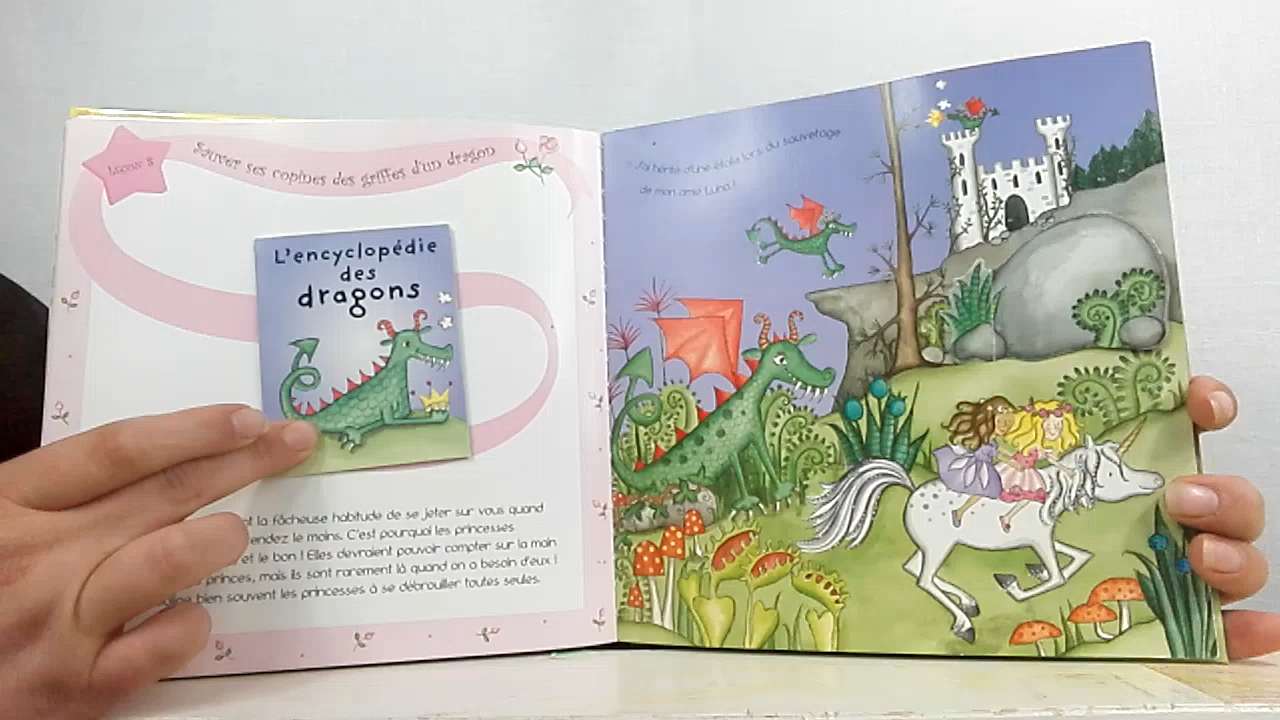 Leçon 8
Sauver ses copines des griffes d'un dragon
L'encyclopédie
des
dragons
t la fâcheuse habitude de se jeter sur vous quand
endez le moins. C'est pourquoi les princesses
et le bon ! Elles devraient pouvoir compter sur la main
princes, mais ils sont rarement là quand on a besoin d'eux !
bien souvent les princesses à se débrouiller toutes seules.
J'ai hérité d'une étoile lors du sauvetage
de mon amie Luna !